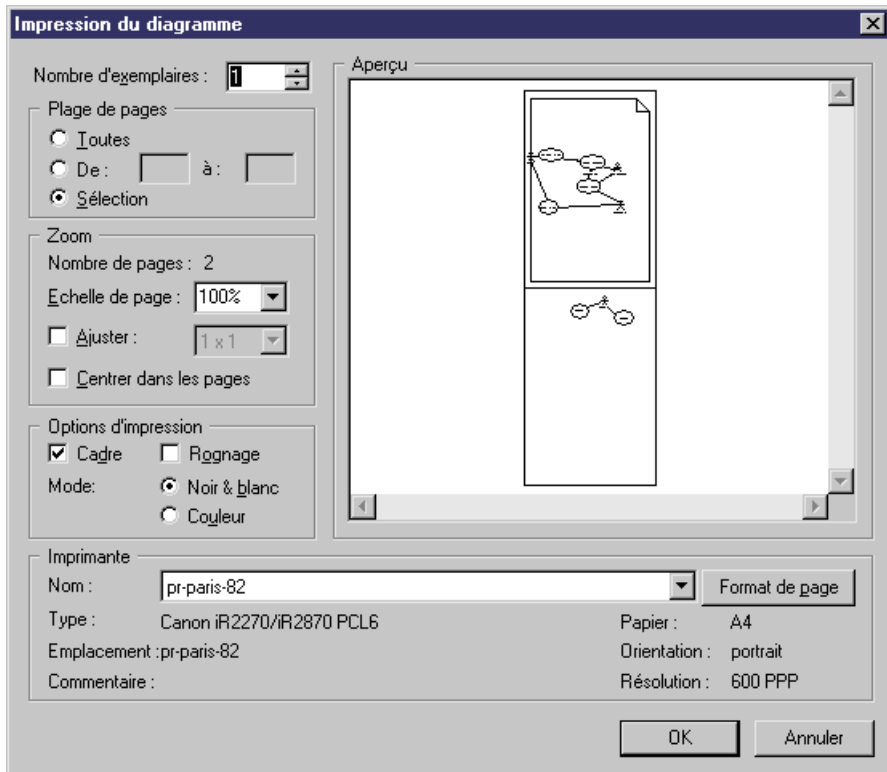 Impression du diagramme
Nombre d'exemplaires : 1
Plage de pages
Toutes
De : à :
Sélection
Zoom
Nombre de pages : 2
Echelle de page : 100%
Ajuster : 1 x 1
Centrer dans les pages
Options d'impression
Cadre Rognage
Mode: Noir & blanc
Couleur
Aperçu
Imprimante
Nom : pr-paris-82 Format de page
Type : Canon iR2270/iR2870 PCL6 Papier : A4
Emplacement :pr-paris-82 Orientation : portrait
Commentaire : Résolution : 600 PPP
OK Annuler